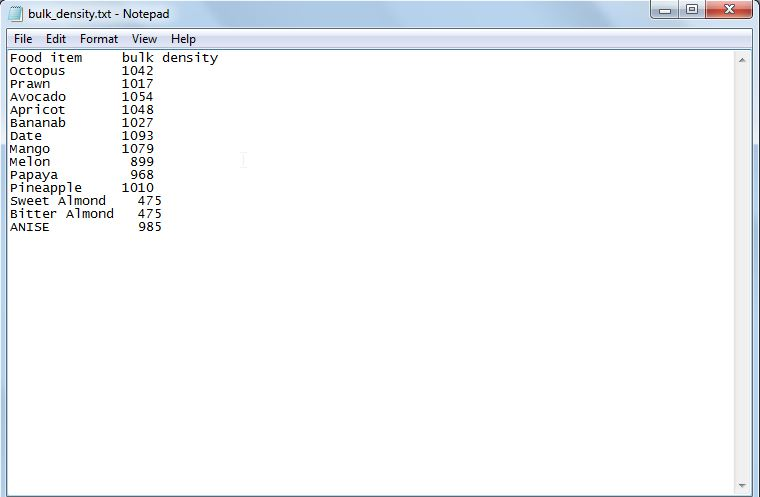 bulk_density.txt - Notepad
File Edit Format View Help
Food item bulk density
Octopus 1042
Prawn 1017
Avocado 1054
Apricot 1048
Bananab 1027
Date 1093
Mango 1079
Melon 899
Papaya 968
Pineapple 1010
Sweet Almond 475
Bitter Almond 475
ANISE 985